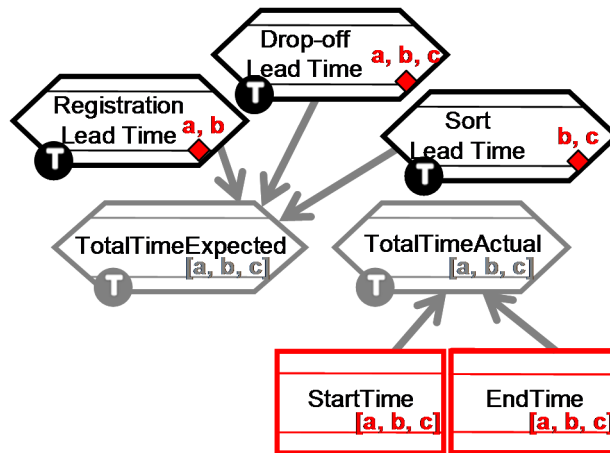 Drop-off
Lead Time
a, b, c
T
Registration
Lead Time
a, b
T
Sort
Lead Time
b, c
T
TotalTimeExpected
[a, b, c]
T
TotalTimeActual
[a, b, c]
T
StartTime
[a, b, c]
EndTime
[a, b, c]